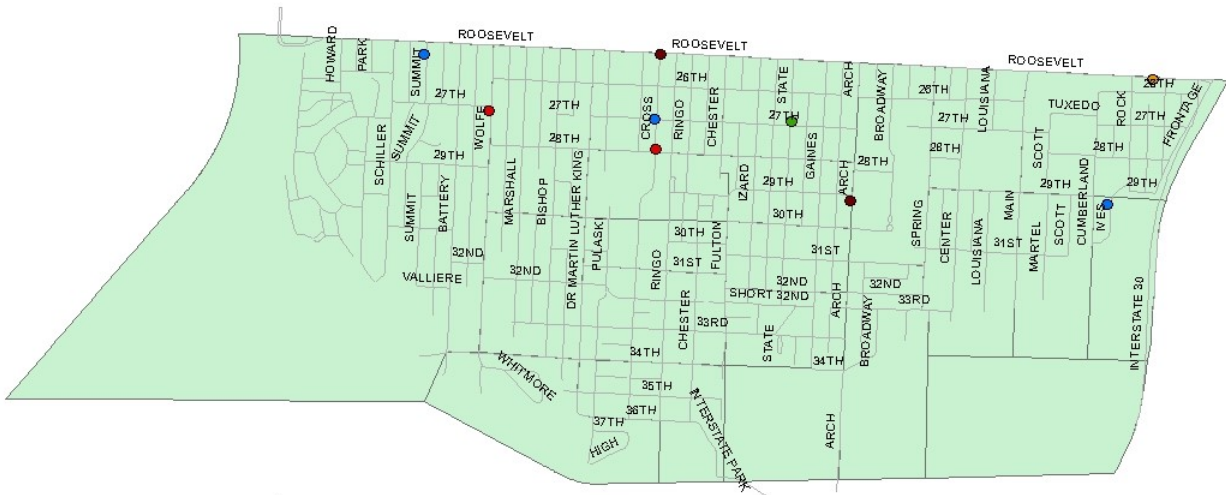 ROOSEVELT
ROOSEVELT
ROOSEVELT
HOWARD
PARK
SUMMIT
26TH
STATE
ARCH
BROADWAY
26TH
LOUISIANA
26TH
27TH
WOLFE
27TH
CROSS
RINGO
CHESTER
27TH
27TH
TUXEDO
ROCK
27TH
FRONTAGE
SCHILLER
SUMMIT
28TH
GAINES
28TH
28TH
SCOTT
28TH
29TH
BATTERY
MARSHALL
BISHOP
DR MARTIN LUTHER KING
IZARD
29TH
ARCH
29TH
29TH
SUMMIT
PULASKI
30TH
30TH
FULTON
SPRING
CENTER
LOUISIANA
MAIN
MARTEL
SCOTT
CUMBERLAND
IVES
31ST
31ST
31ST
32ND
VALLIERE
32ND
RINGO
32ND
SHORT 32ND
ARCH
32ND
33RD
BROADWAY
INTERSTATE 30
CHESTER
33RD
STATE
34TH
34TH
WHITMORE
35TH
36TH
37TH
HIGH
INTERSTATE PARK
ARCH